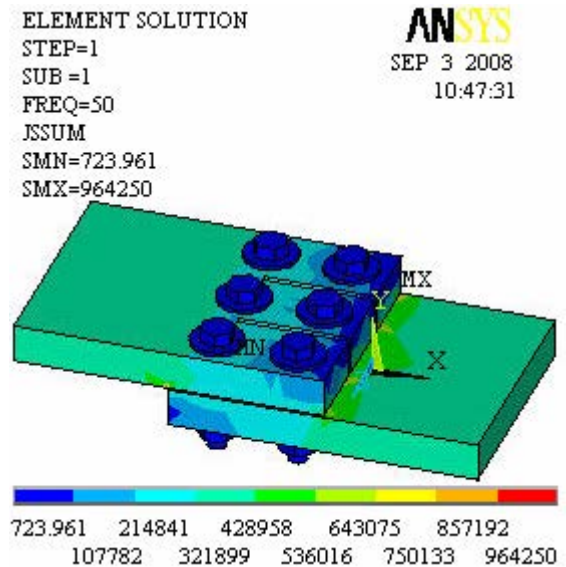 ELEMENT SOLUTION
STEP=1
SUB =1
FREQ=50
JSSUM
SMN=723.961
SMX=964250
ANSYS
SEP 3 2008
10:47:31
MX
Y
MN
X
723.961 214841 428958 643075 857192
107782 321899 536016 750133 964250